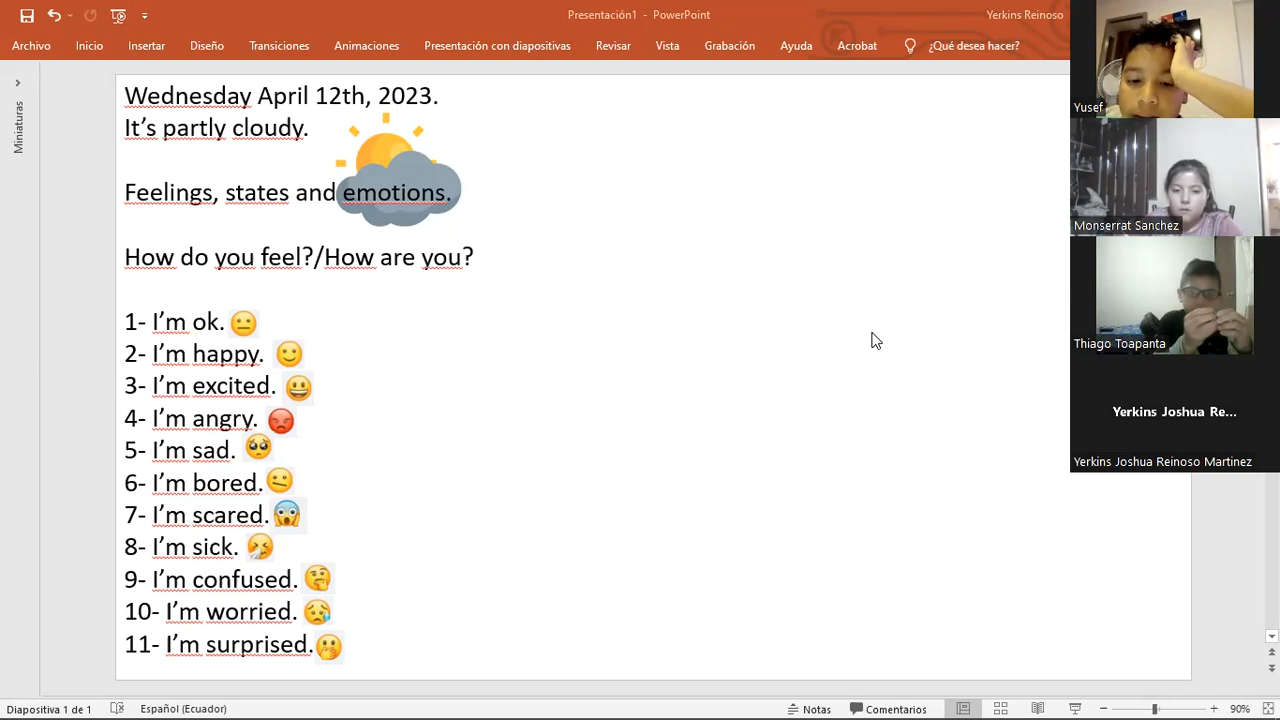 Presentación1 - PowerPoint
Yerkins Reinoso
Archivo Inicio Insertar Diseño Transiciones Animaciones Presentación con diapositivas Revisar Vista Grabación Ayuda Acrobat ¿Qué desea hacer?
Miniaturas
Wednesday April 12th, 2023.
It’s partly cloudy.
Feelings, states and emotions.
How do you feel?/How are you?
1- I’m ok.
2- I’m happy.
3- I’m excited.
4- I’m angry.
5- I’m sad.
6- I’m bored.
7- I’m scared.
8- I’m sick.
9- I’m confused.
10- I’m worried.
11- I’m surprised.
Yusef
Monserrat Sanchez
Thiago Toapanta
Yerkins Joshua Re...
Yerkins Joshua Reinoso Martinez
Diapositiva 1 de 1 Español (Ecuador) Notas Comentarios 90%